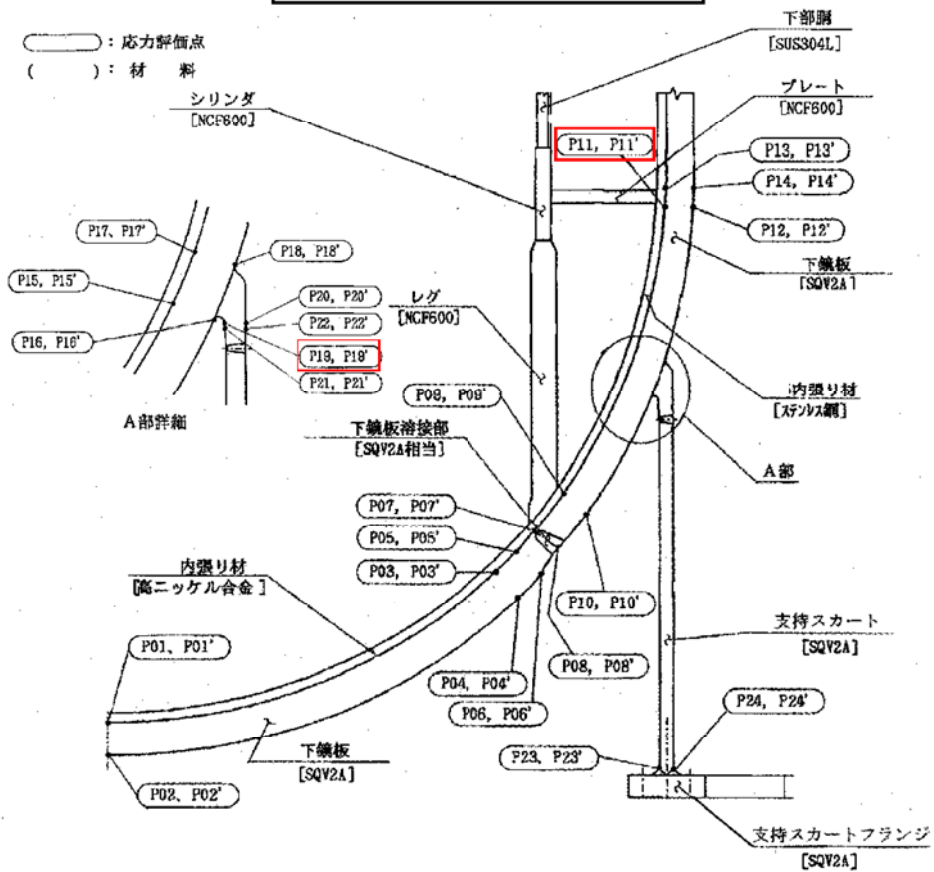 : 応力評価点
( ) : 材 料
下部胴
[SUS304L]
シリンダ
[NCF600]
プレート
[NCF600]
P11, P11'
P13, P13'
P14, P14'
P12, P12'
下鏡板
[SQV2A]
P17、P17'
P18, P18'
P15、P15'
P20, P20'
P22, P22'
P16、P16'
P19, P19'
P21, P21'
A部詳細
レグ
[NCF600]
内張り材
[ステンレス鋼]
P09, P09'
下鏡板溶接部
[SQV2A相当]
A部
P07, P07'
P05, P05'
P03, P03'
内張り材
[高ニッケル合金]
P10, P10'
P01、P01'
P08, P08'
支持スカート
[SQV2A]
P04, P04'
P06, P06'
P24, P24'
下鏡板
[SQV2A]
P23、P23'
P02、P02'
支持スカートフランジ
[SQV2A]